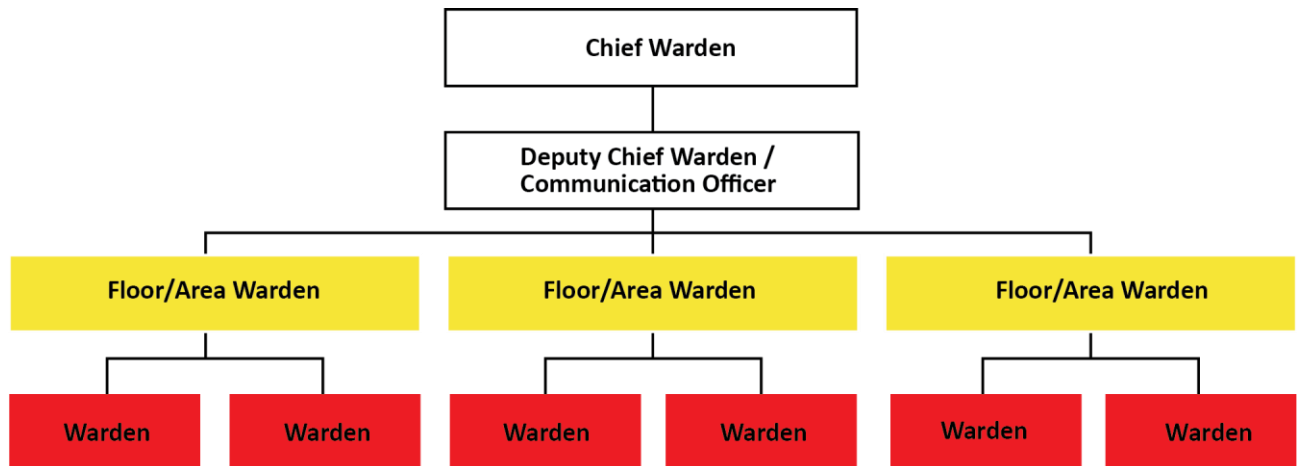 Chief Warden
Deputy Chief Warden /
Communication Officer
Floor/Area Warden
Floor/Area Warden
Floor/Area Warden
Warden
Warden
Warden
Warden
Warden
Warden